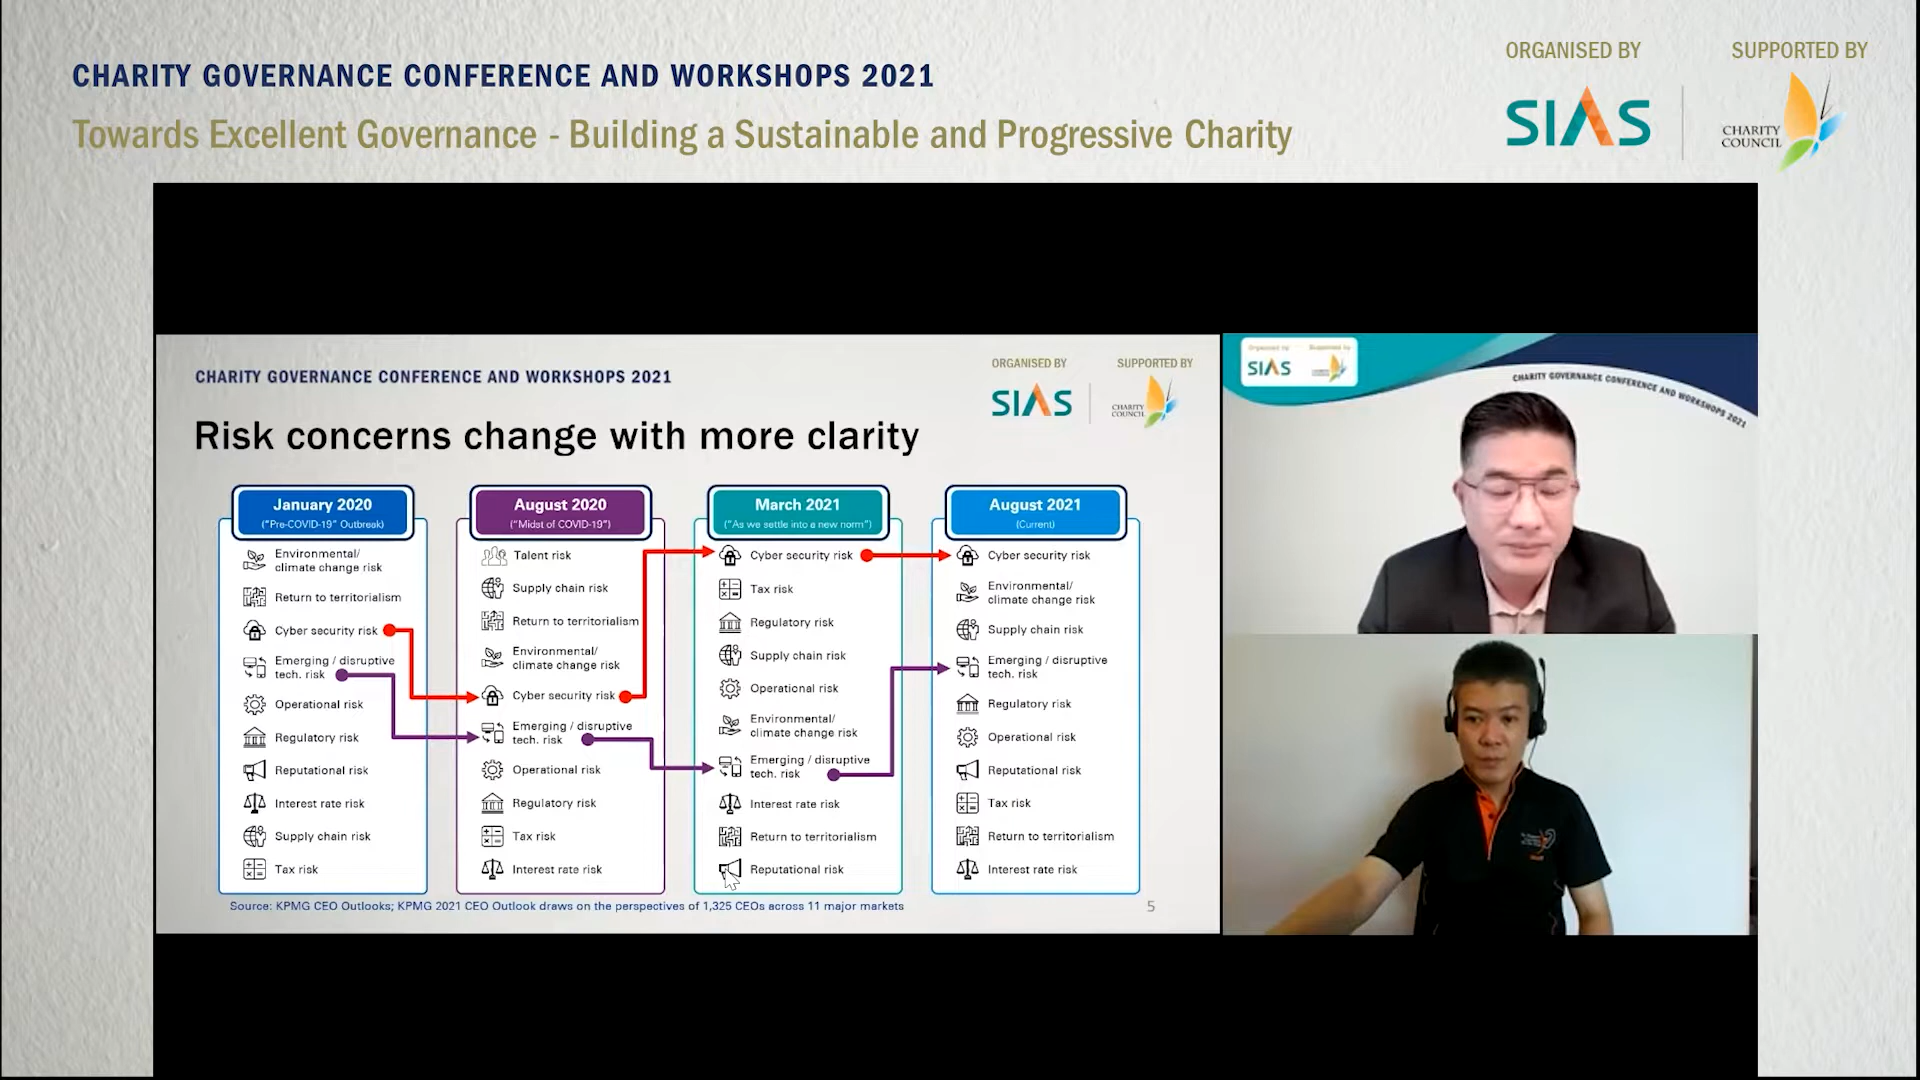 CHARITY GOVERNANCE CONFERENCE AND WORKSHOPS 2021
Towards Excellent Governance - Building a Sustainable and Progressive Charity
ORGANISED BY
SIAS
SUPPORTED BY
CHARITY
COUNCIL
CHARITY GOVERNANCE CONFERENCE AND WORKSHOPS 2021
ORGANISED BY
SIAS
SUPPORTED BY
CHARITY
COUNCIL
Risk concerns change with more clarity
January 2020
("Pre-COVID-19" Outbreak)
Environmental/
climate change risk
Return to territorialism
Cyber security risk
Emerging / disruptive
tech. risk
Operational risk
Regulatory risk
Reputational risk
Interest rate risk
Supply chain risk
Tax risk
August 2020
("Midst of COVID-19")
Talent risk
Supply chain risk
Return to territorialism
Environmental/
climate change risk
Cyber security risk
Emerging / disruptive
tech. risk
Operational risk
Regulatory risk
Tax risk
Interest rate risk
March 2021
("As we settle into a new norm")
Cyber security risk
Tax risk
Regulatory risk
Supply chain risk
Operational risk
Environmental/
climate change risk
Emerging / disruptive
tech. risk
Interest rate risk
Return to territorialism
Reputational risk
August 2021
(Current)
Cyber security risk
Environmental/
climate change risk
Supply chain risk
Emerging / disruptive
tech. risk
Regulatory risk
Operational risk
Reputational risk
Tax risk
Return to territorialism
Interest rate risk
Source: KPMG CEO Outlooks; KPMG 2021 CEO Outlook draws on the perspectives of 1,325 CEOs across 11 major markets
5
Organised by
SIAS
Supported by
CHARITY GOVERNANCE CONFERENCE AND WORKSHOPS 2021